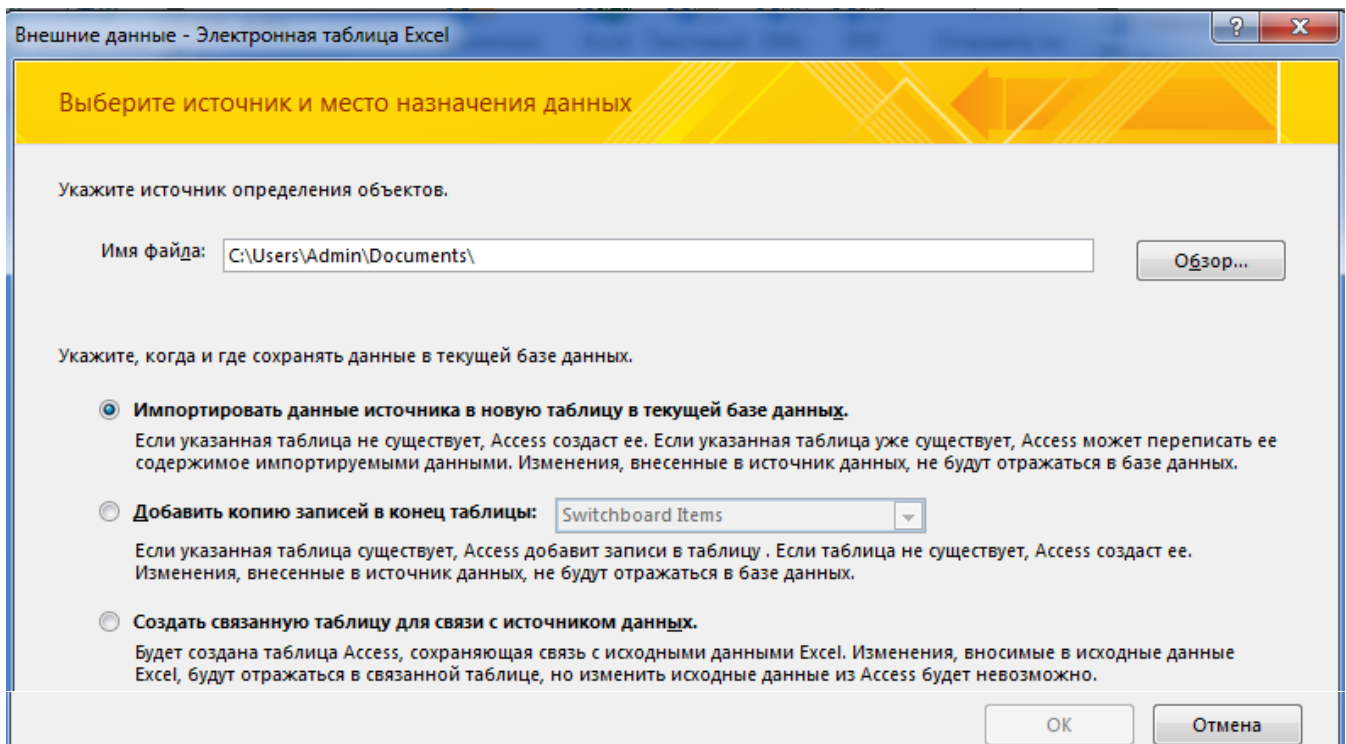 Внешние данные - Электронная таблица Excel
Выберите источник и место назначения данных
Укажите источник определения объектов.
Имя файла: C:\Users\Admin\Documents\ Обзор...
Укажите, когда и где сохранять данные в текущей базе данных.
Импортировать данные источника в новую таблицу в текущей базе данных.
Если указанная таблица не существует, Access создаст ее. Если указанная таблица уже существует, Access может переписать ее
содержимое импортируемыми данными. Изменения, внесенные в источник данных, не будут отражаться в базе данных.
Добавить копию записей в конец таблицы: Switchboard Items
Если указанная таблица существует, Access добавит записи в таблицу . Если таблица не существует, Access создаст ее.
Изменения, внесенные в источник данных, не будут отражаться в базе данных.
Создать связанную таблицу для связи с источником данных.
Будет создана таблица Access, сохраняющая связь с исходными данными Excel. Изменения, вносимые в исходные данные
Excel, будут отражаться в связанной таблице, но изменить исходные данные из Access будет невозможно.
ОК Отмена